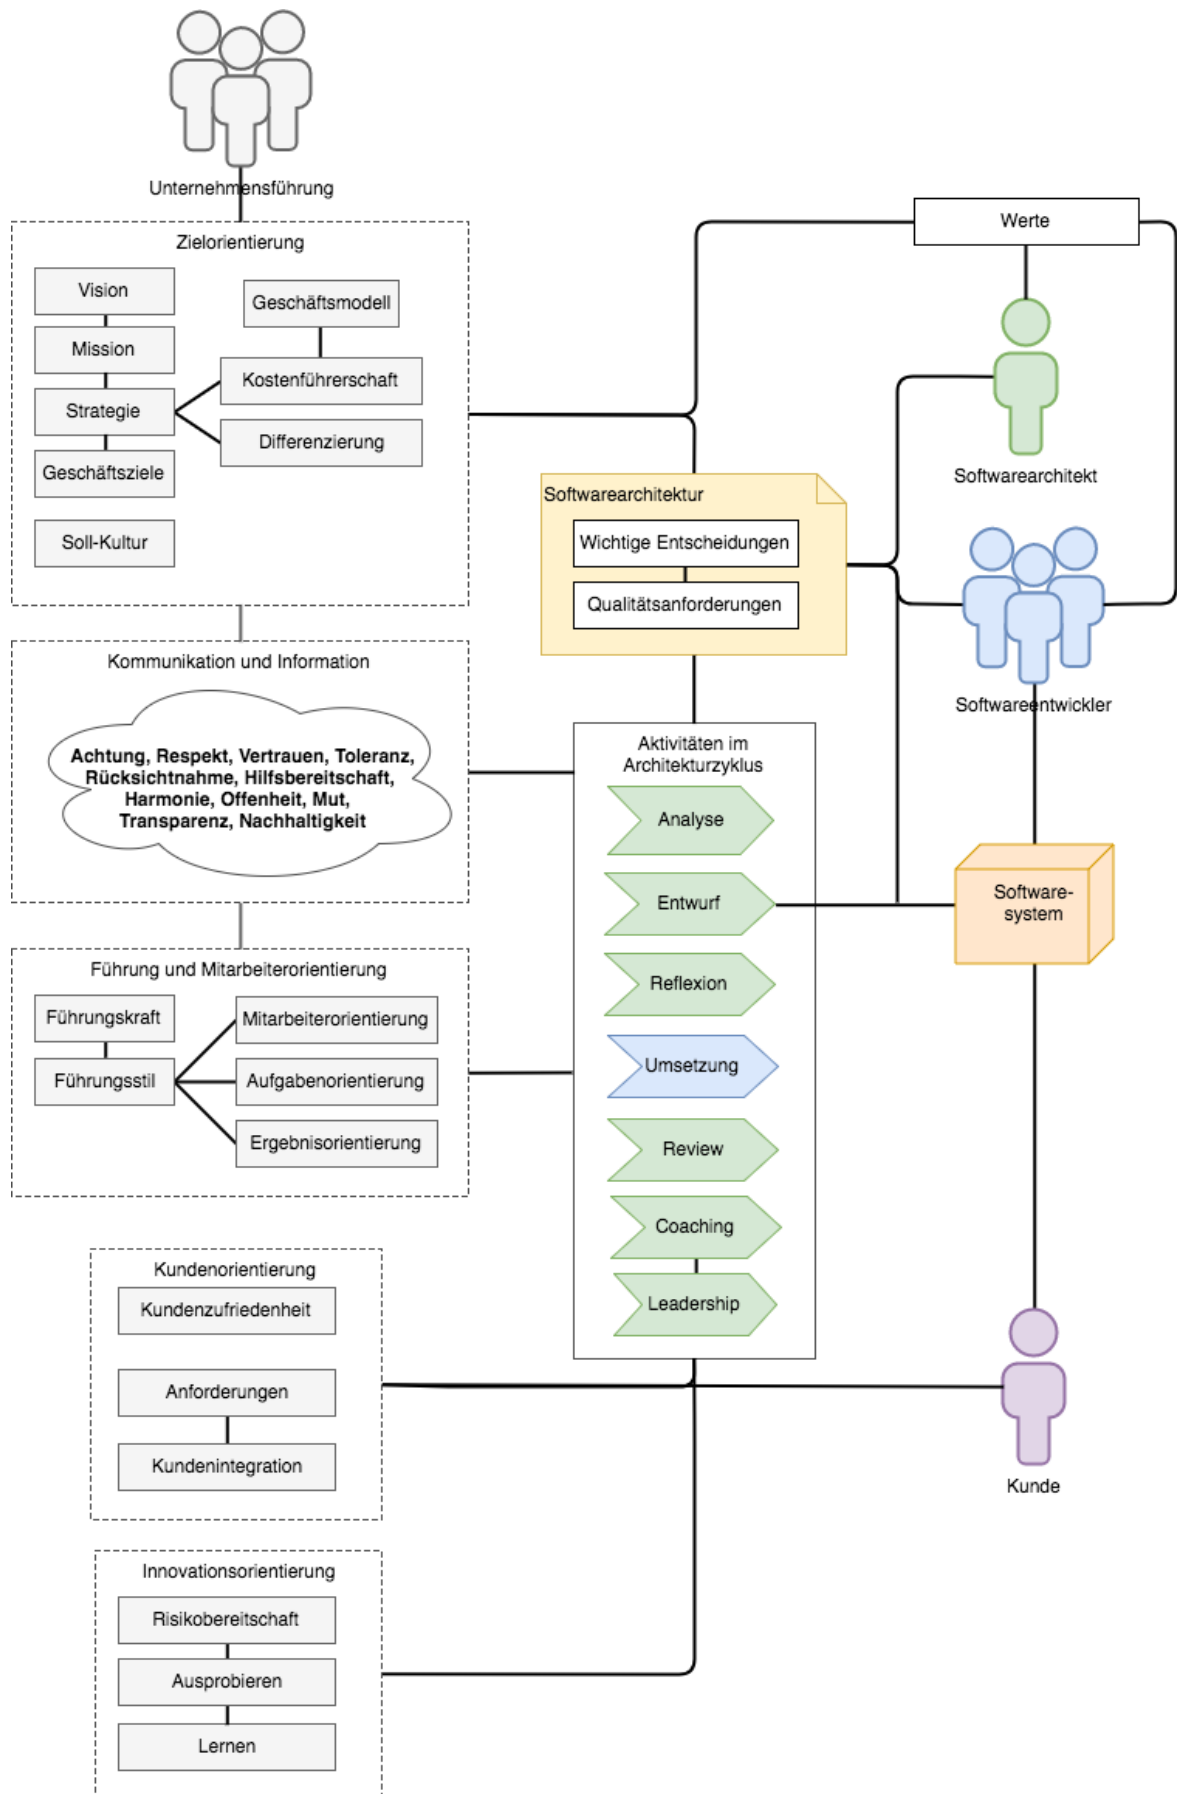 Unternehmensführung
Zielorientierung
Vision
Mission
Strategie
Geschäftsziele
Soll-Kultur
Geschäftsmodell
Kostenführerschaft
Differenzierung
Kommunikation und Information
Achtung, Respekt, Vertrauen, Toleranz,
Rücksichtnahme, Hilfsbereitschaft,
Harmonie, Offenheit, Mut,
Transparenz, Nachhaltigkeit
Führung und Mitarbeiterorientierung
Führungskraft
Führungsstil
Mitarbeiterorientierung
Aufgabenorientierung
Ergebnisorientierung
Kundenorientierung
Kundenzufriedenheit
Anforderungen
Kundenintegration
Innovationsorientierung
Risikobereitschaft
Ausprobieren
Lernen
Softwarearchitektur
Wichtige Entscheidungen
Qualitätsanforderungen
Aktivitäten im
Architekturzyklus
Analyse
Entwurf
Reflexion
Umsetzung
Review
Coaching
Leadership
Werte
Softwarearchitekt
Softwareentwickler
Software-
system
Kunde